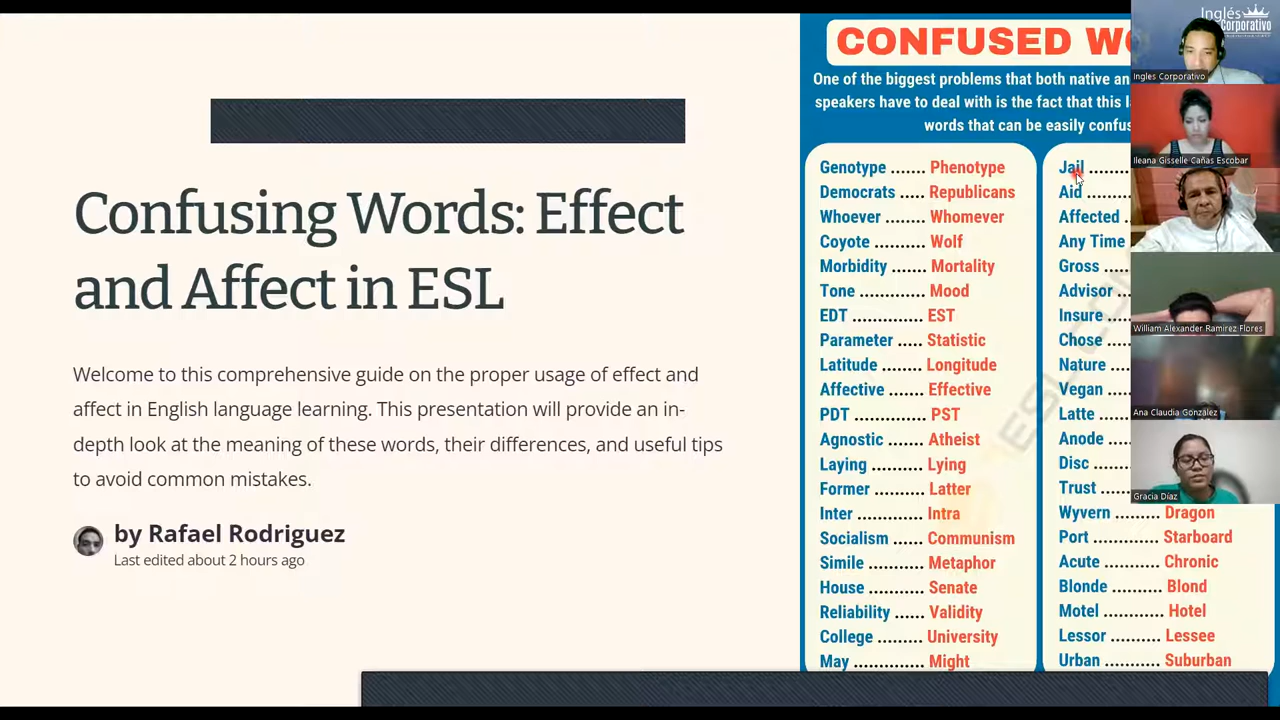 Confusing Words: Effect
and Affect in ESL
Welcome to this comprehensive guide on the proper usage of effect and
affect in English language learning. This presentation will provide an in-
depth look at the meaning of these words, their differences, and useful tips
to avoid common mistakes.
by Rafael Rodriguez
Last edited about 2 hours ago
CONFUSED
One of the biggest problems that both native
speakers have to deal with is the fact that this
words that can be easily
Genotype ....... Phenotype
Democrats ..... Republicans
Whoever ........ Whomever
Coyote .......... Wolf
Morbidity ....... Mortality
Tone ............. Mood
EDT .............. EST
Parameter ..... Statistic
Latitude ........ Longitude
Affective ....... Effective
PDT .............. PST
Agnostic ....... Atheist
Laying .......... Lying
Former .......... Latter
Inter ............. Intra
Socialism ...... Communism
Simile ........... Metaphor
House ........... Senate
Reliability ...... Validity
College ......... University
May .............. Might
Jail ........
Aid .........
Affected ..
Any Time
Gross ....
Advisor ..
Insure ....
Chose .....
Nature ....
Vegan .....
Latte ......
Anode .....
Disc .......
Trust ......
Wyvern ......... Dragon
Port ............. Starboard
Acute ........... Chronic
Blonde .......... Blond
Motel ........... Hotel
Lessor .......... Lessee
Urban ........... Suburban
Inglés
Corporativo
Ingles Corporativo
Ileana Gisselle Cañas Escobar
William Alexander Ramirez Flores
Ana Claudia González
Gracia Díaz